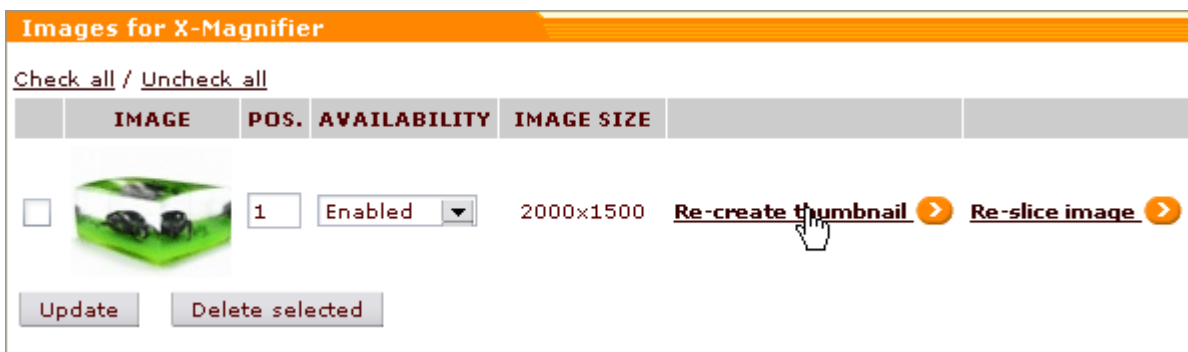 Images for X-Magnifier
Check all / Uncheck all
IMAGE POS. AVAILABILITY IMAGE SIZE
1 Enabled 2000x1500 Re-create thumbnail Re-slice image
Update Delete selected